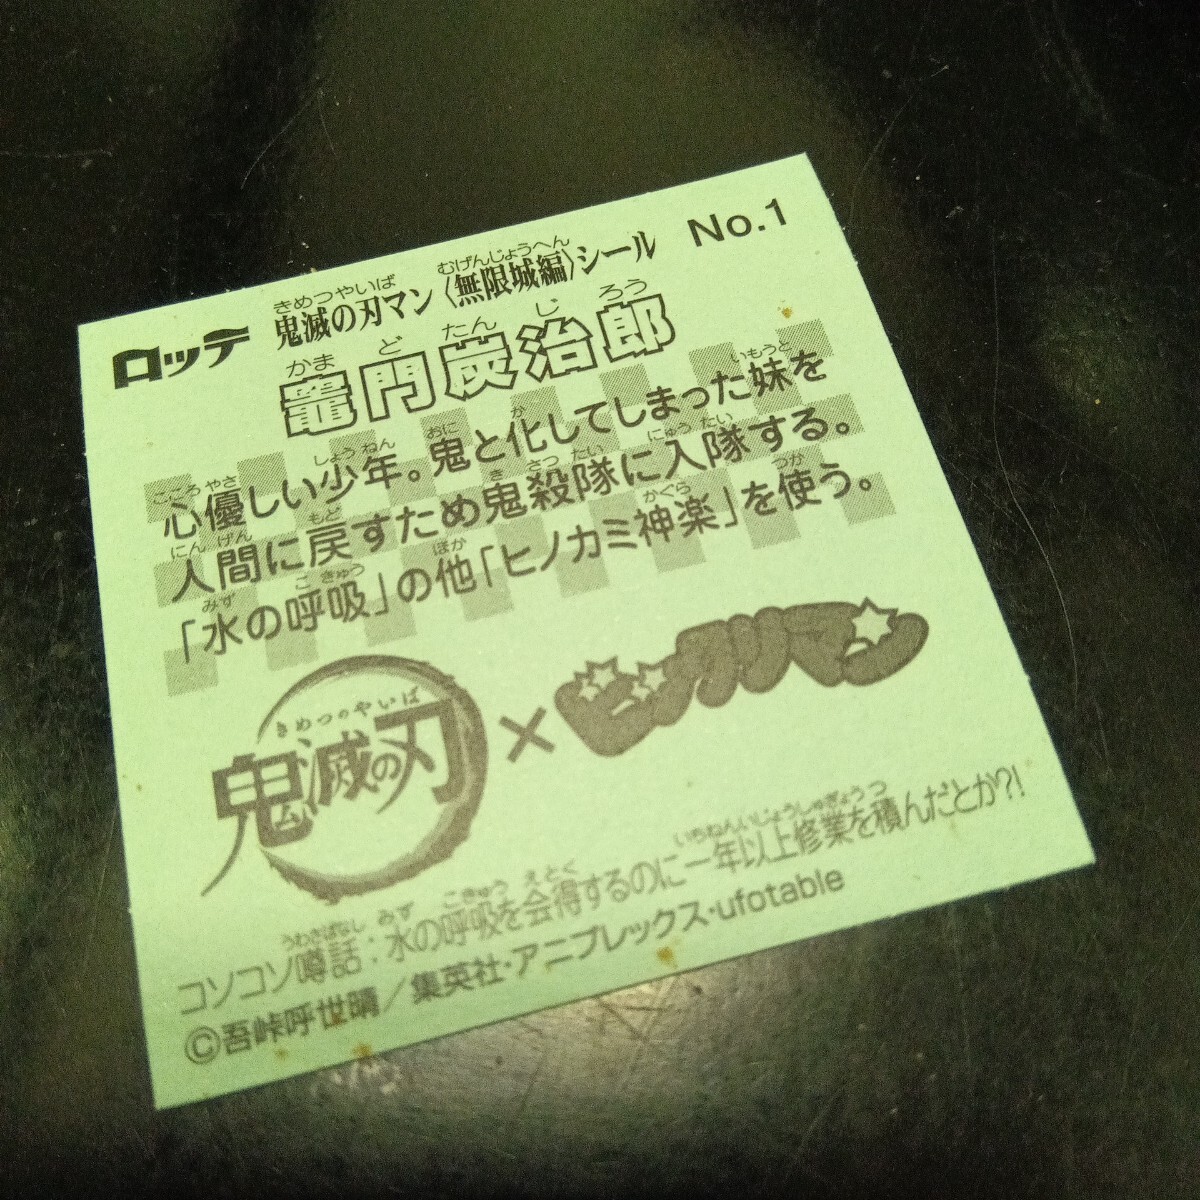 ロッテ
きめつやいば むげんじょうへん
鬼滅の刃マン〈無限城編〉シール No.1
かま ど たん じ ろう
竈門炭治郎
こころ やさ しょう ねん おに か いもうと
心優しい少年。鬼と化してしまった妹を
にん げん もど き さつ たい にゅう たい
人間に戻すため鬼殺隊に入隊する。
みず こ きゅう ほか かぐら つか
「水の呼吸」の他「ヒノカミ神楽」を使う。
きめつのやいば
鬼滅の刃 × ビックリマン
うわさばなし みず こきゅう えとく いちねんいじょうしゅぎょう つ
コソコソ噂話：水の呼吸を会得するのに一年以上修業を積んだとか?!
©吾峠呼世晴／集英社・アニプレックス・ufotable